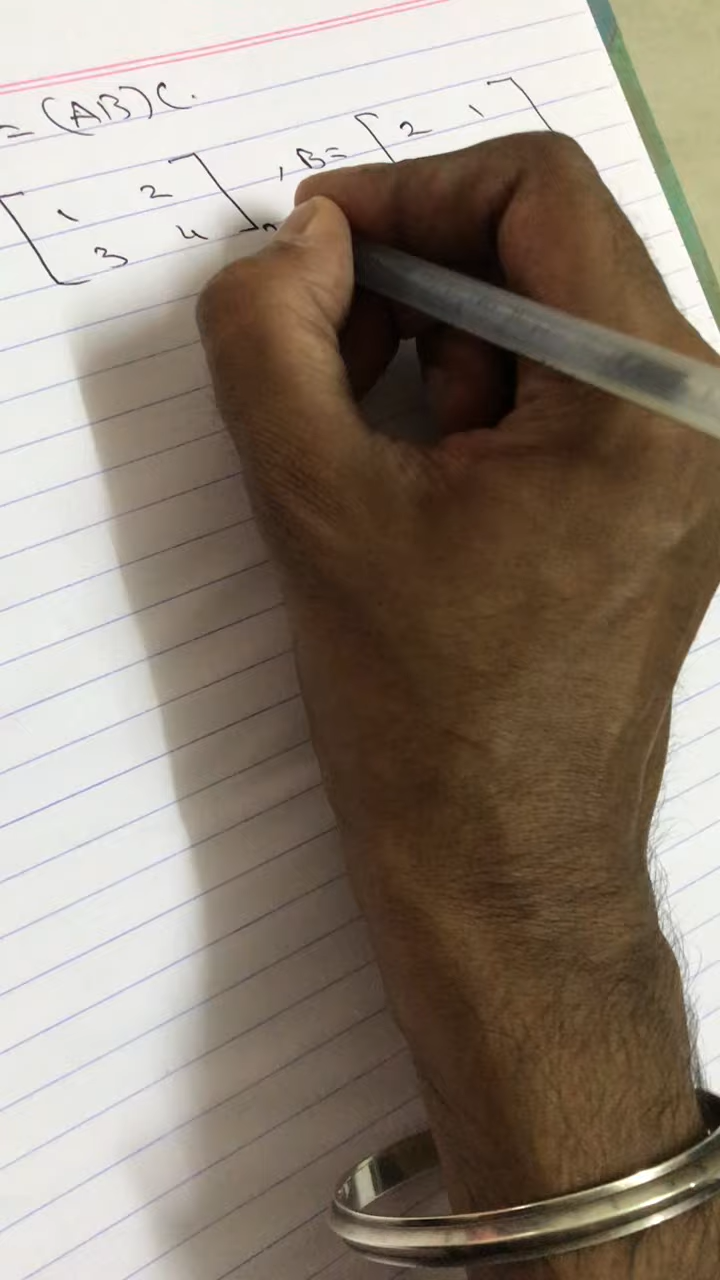 = (AB)C.
[1 2 , B= [2 1]
3 4]